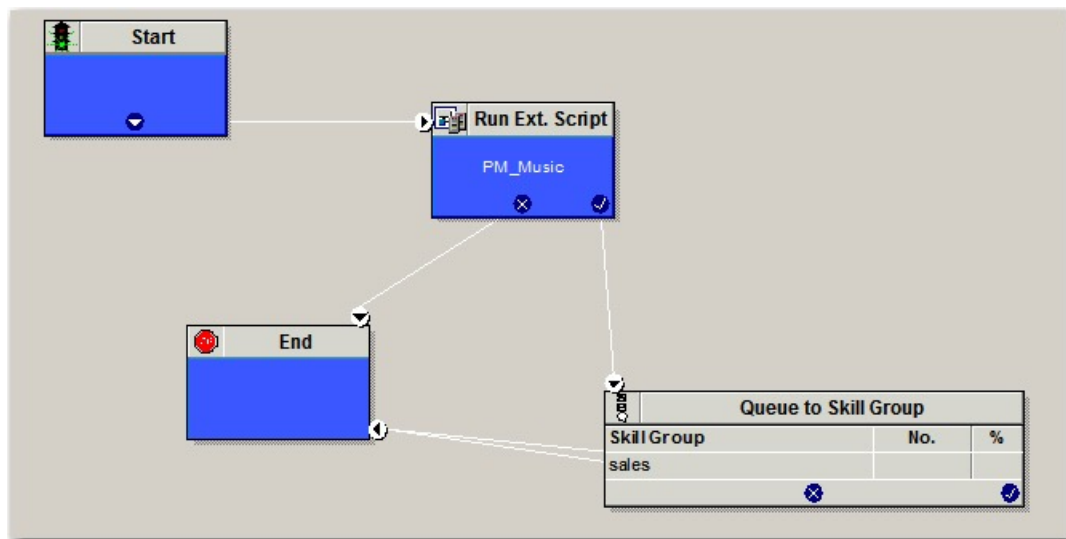 Start
Run Ext. Script
PM_Music
End
Queue to Skill Group
Skill Group No. %
sales